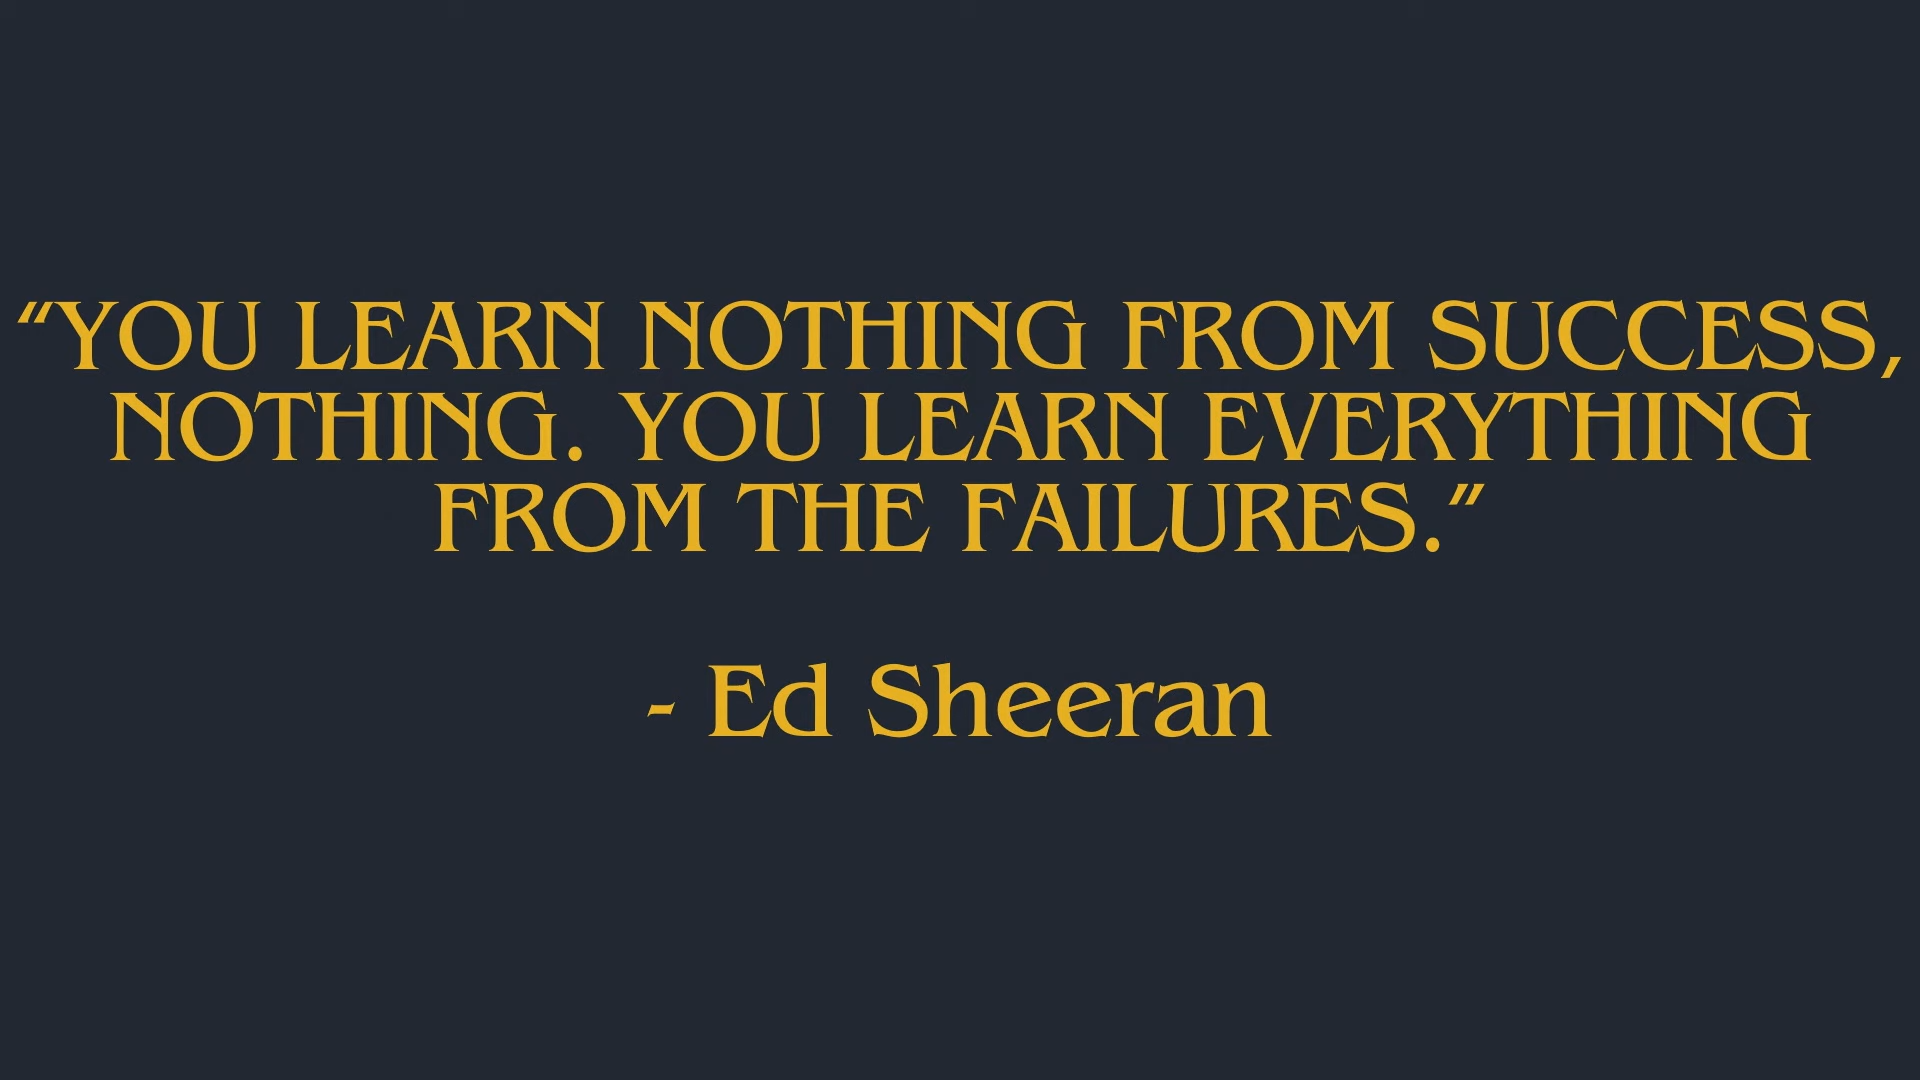 “YOU LEARN NOTHING FROM SUCCESS,
NOTHING. YOU LEARN EVERYTHING
FROM THE FAILURES.”
- Ed Sheeran